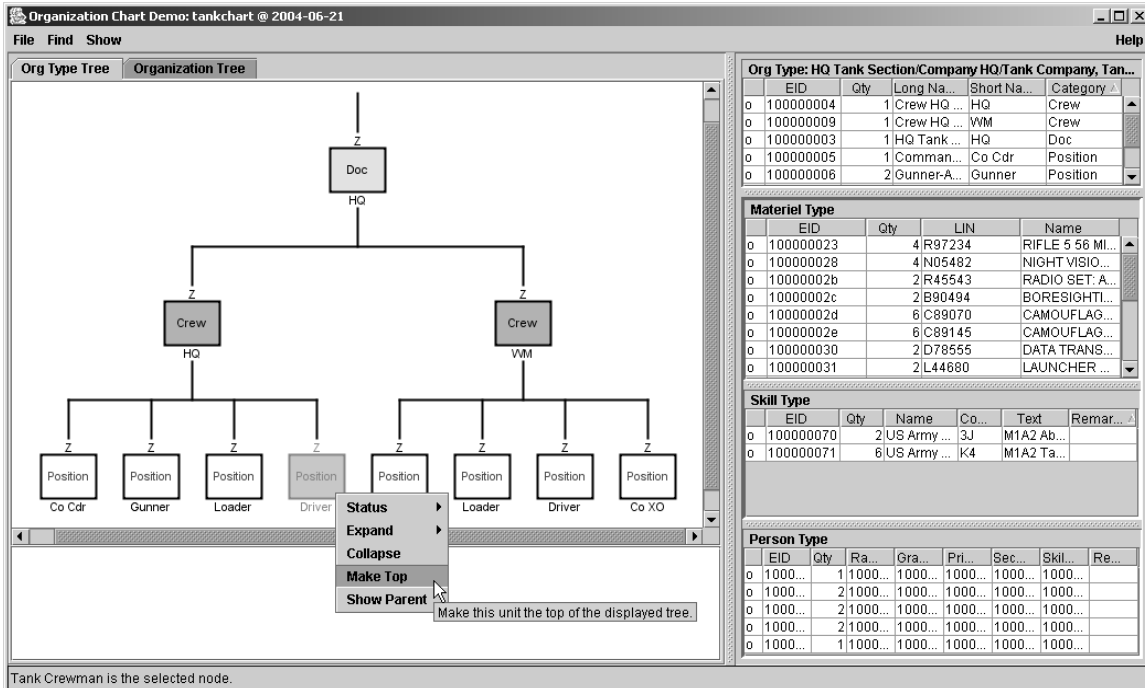 Organization Chart Demo: tankchart @ 2004-06-21
File Find Show Help
Org Type Tree Organization Tree
Z
Doc
HQ
Z Z
Crew Crew
HQ WM
Z Z Z Z Z Z Z Z
Position Position Position Position Position Position Position Position
Co Cdr Gunner Loader Driver Loader Driver Co XO
Status
Expand
Collapse
Make Top
Show Parent
Make this unit the top of the displayed tree.
Org Type: HQ Tank Section/Company HQ/Tank Company, Tan...
EID Qty Long Na... Short Na... Category
o 100000004 1 Crew HQ ... HQ Crew
o 100000009 1 Crew HQ ... WM Crew
o 100000003 1 HQ Tank ... HQ Doc
o 100000005 1 Comman... Co Cdr Position
o 100000006 2 Gunner-A... Gunner Position
Materiel Type
EID Qty LIN Name
o 100000023 4 R97234 RIFLE 5 56 MI...
o 100000028 4 N05482 NIGHT VISIO...
o 10000002b 2 R45543 RADIO SET: A...
o 10000002c 2 B90494 BORESIGHTI...
o 10000002d 6 C89070 CAMOUFLAG...
o 10000002e 6 C89145 CAMOUFLAG...
o 100000030 2 D78555 DATA TRANS...
o 100000031 2 L44680 LAUNCHER ...
Skill Type
EID Qty Name Co... Text Remar...
o 100000070 2 US Army ... 3J M1A2 Ab...
o 100000071 6 US Army ... K4 M1A2 Ta...
Person Type
EID Qty Ra... Gra... Pri... Sec... Skil... Re...
o 1000... 1 1000... 1000... 1000... 1000... 1000...
o 1000... 2 1000... 1000... 1000... 1000... 1000...
o 1000... 2 1000... 1000... 1000... 1000... 1000...
o 1000... 2 1000... 1000... 1000... 1000... 1000...
o 1000... 1 1000... 1000... 1000... 1000... 1000...
Tank Crewman is the selected node.